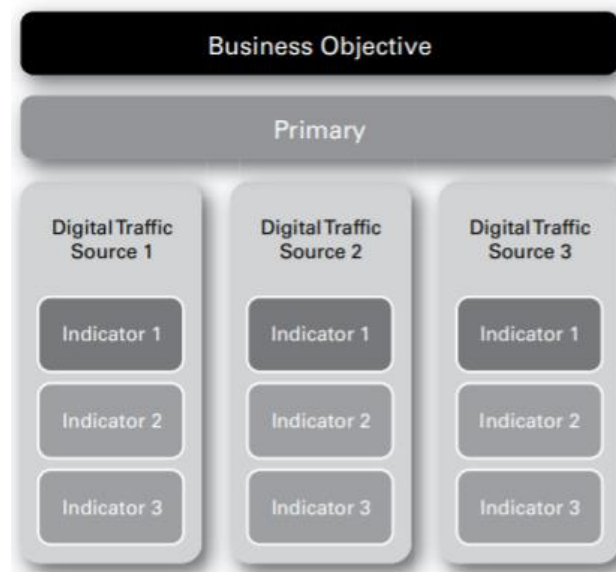 Business Objective
Primary
Digital Traffic
Source 1
Indicator 1
Indicator 2
Indicator 3
Digital Traffic
Source 2
Indicator 1
Indicator 2
Indicator 3
Digital Traffic
Source 3
Indicator 1
Indicator 2
Indicator 3